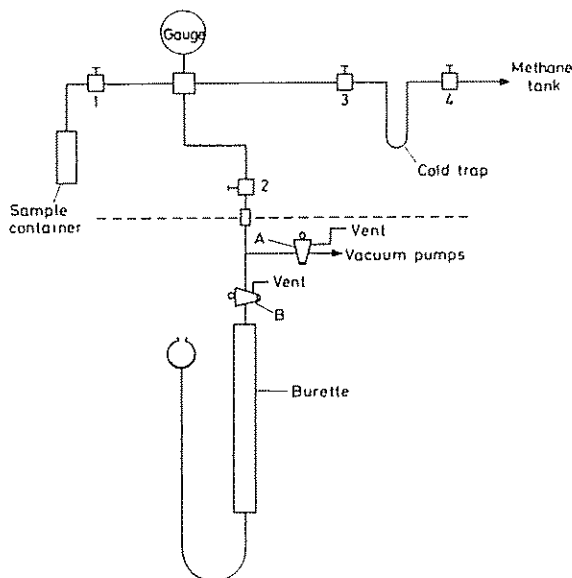 Gauge
1
3
4
Methane
tank
Cold trap
2
Sample
container
A
Vent
Vacuum pumps
Vent
B
Burette